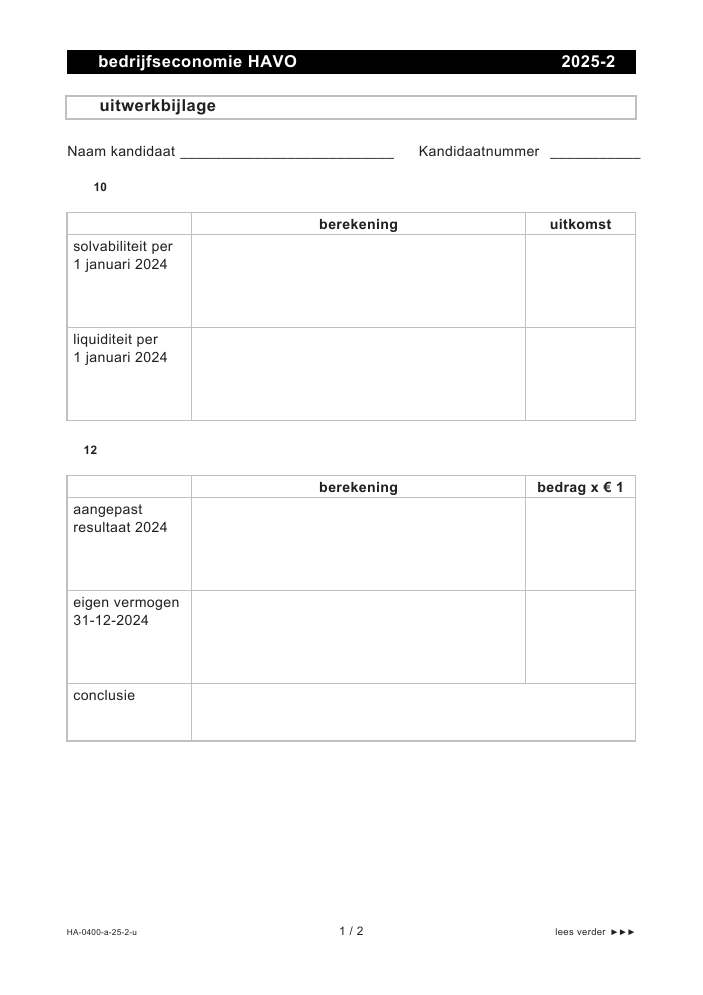 bedrijfseconomie HAVO 2025-2
uitwerkbijlage
Naam kandidaat __________________________ Kandidaatnummer ___________
10
berekening uitkomst
solvabiliteit per
1 januari 2024
liquiditeit per
1 januari 2024
12
berekening bedrag x € 1
aangepast
resultaat 2024
eigen vermogen
31-12-2024
conclusie
HA-0400-a-25-2-u 1 / 2 lees verder ►►►